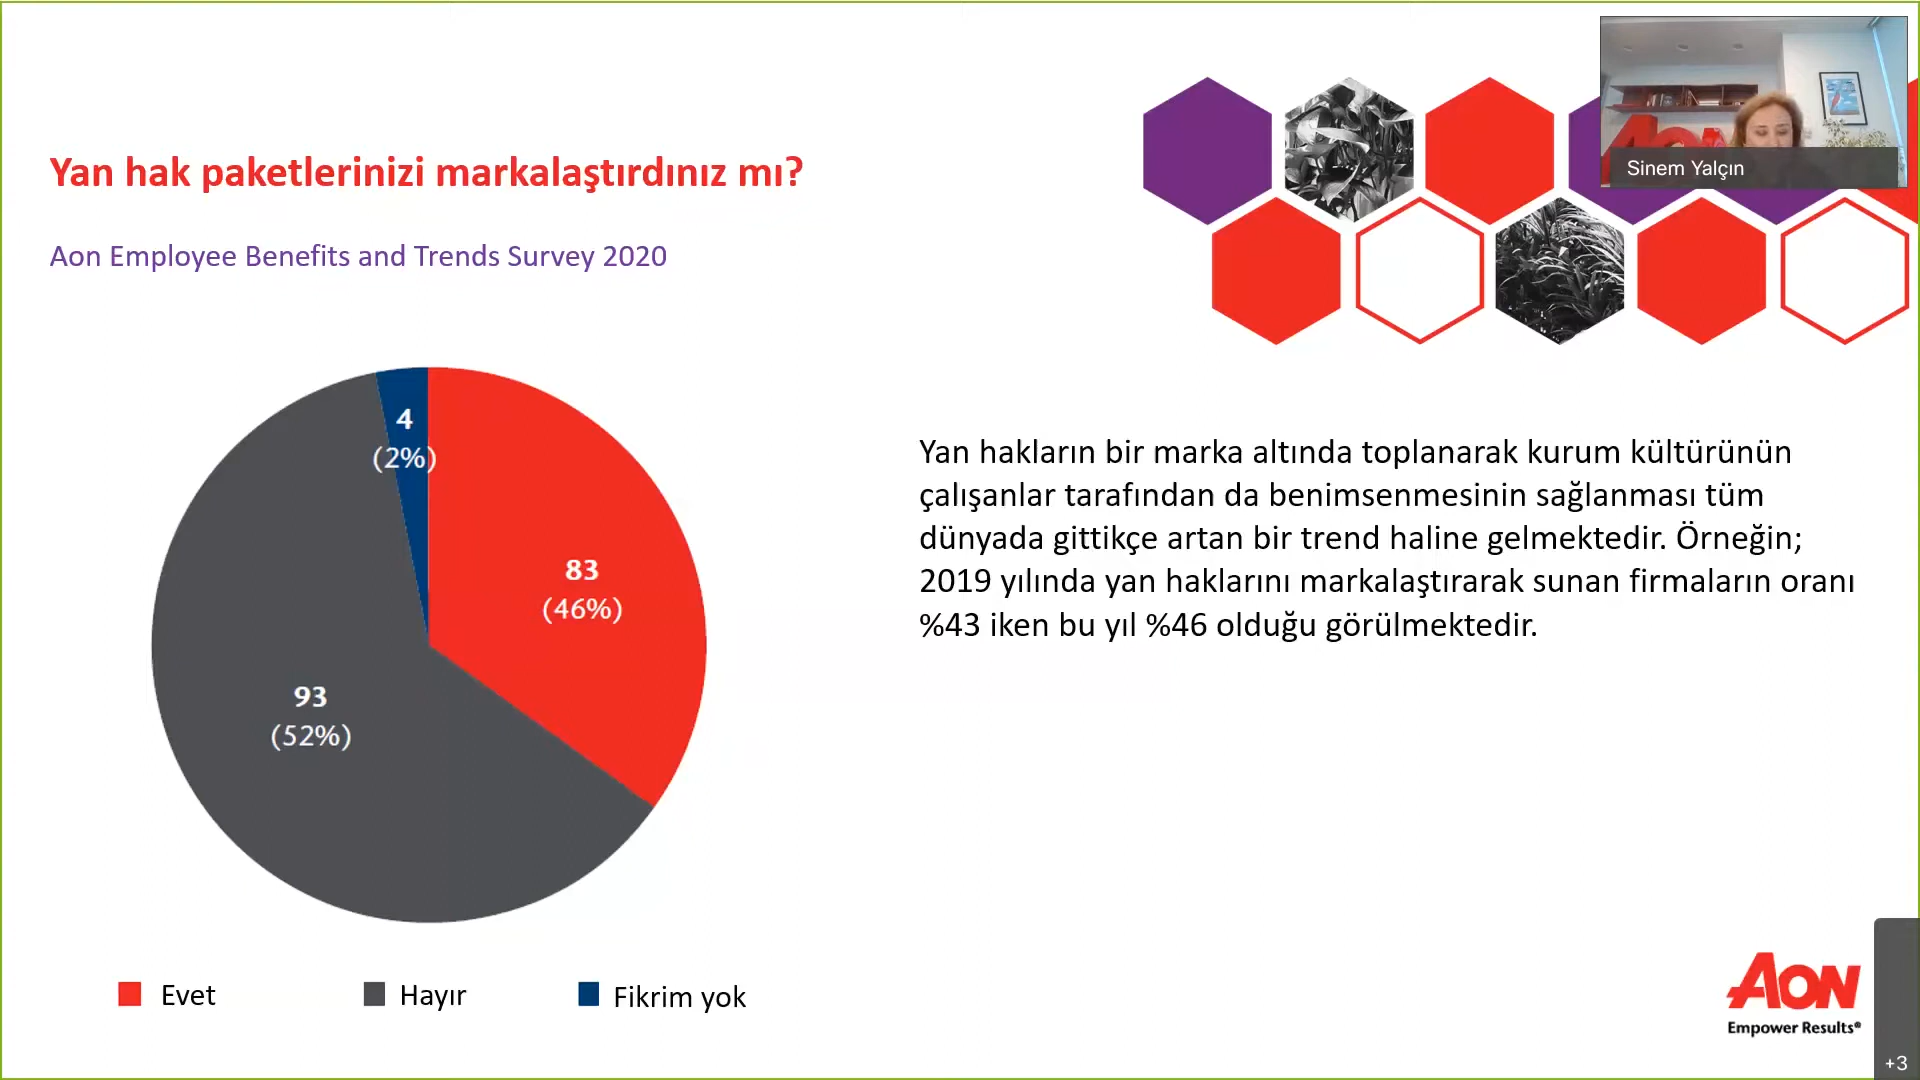 Sinem Yalçın
Yan hak paketlerinizi markalaştırdınız mı?
Aon Employee Benefits and Trends Survey 2020
4
(2%)
83
(46%)
93
(52%)
Yan hakların bir marka altında toplanarak kurum kültürünün
çalışanlar tarafından da benimsenmesinin sağlanması tüm
dünyada gittikçe artan bir trend haline gelmektedir. Örneğin;
2019 yılında yan haklarını markalaştırarak sunan firmaların oranı
%43 iken bu yıl %46 olduğu görülmektedir.
Evet
Hayır
Fikrim yok
AON
Empower Results®
+3